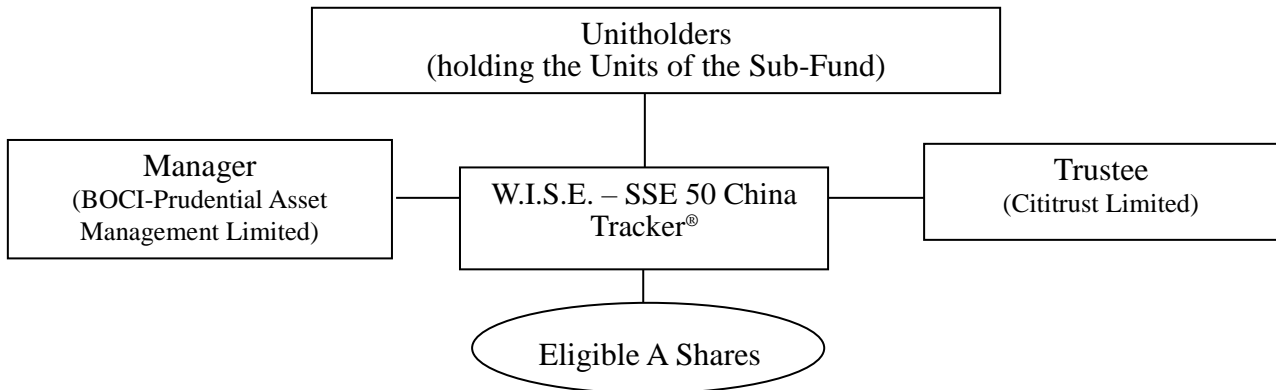 Unitholders
(holding the Units of the Sub-Fund)
Manager
(BOCI-Prudential Asset
Management Limited)
W.I.S.E. – SSE 50 China
Tracker®
Trustee
(Cititrust Limited)
Eligible A Shares